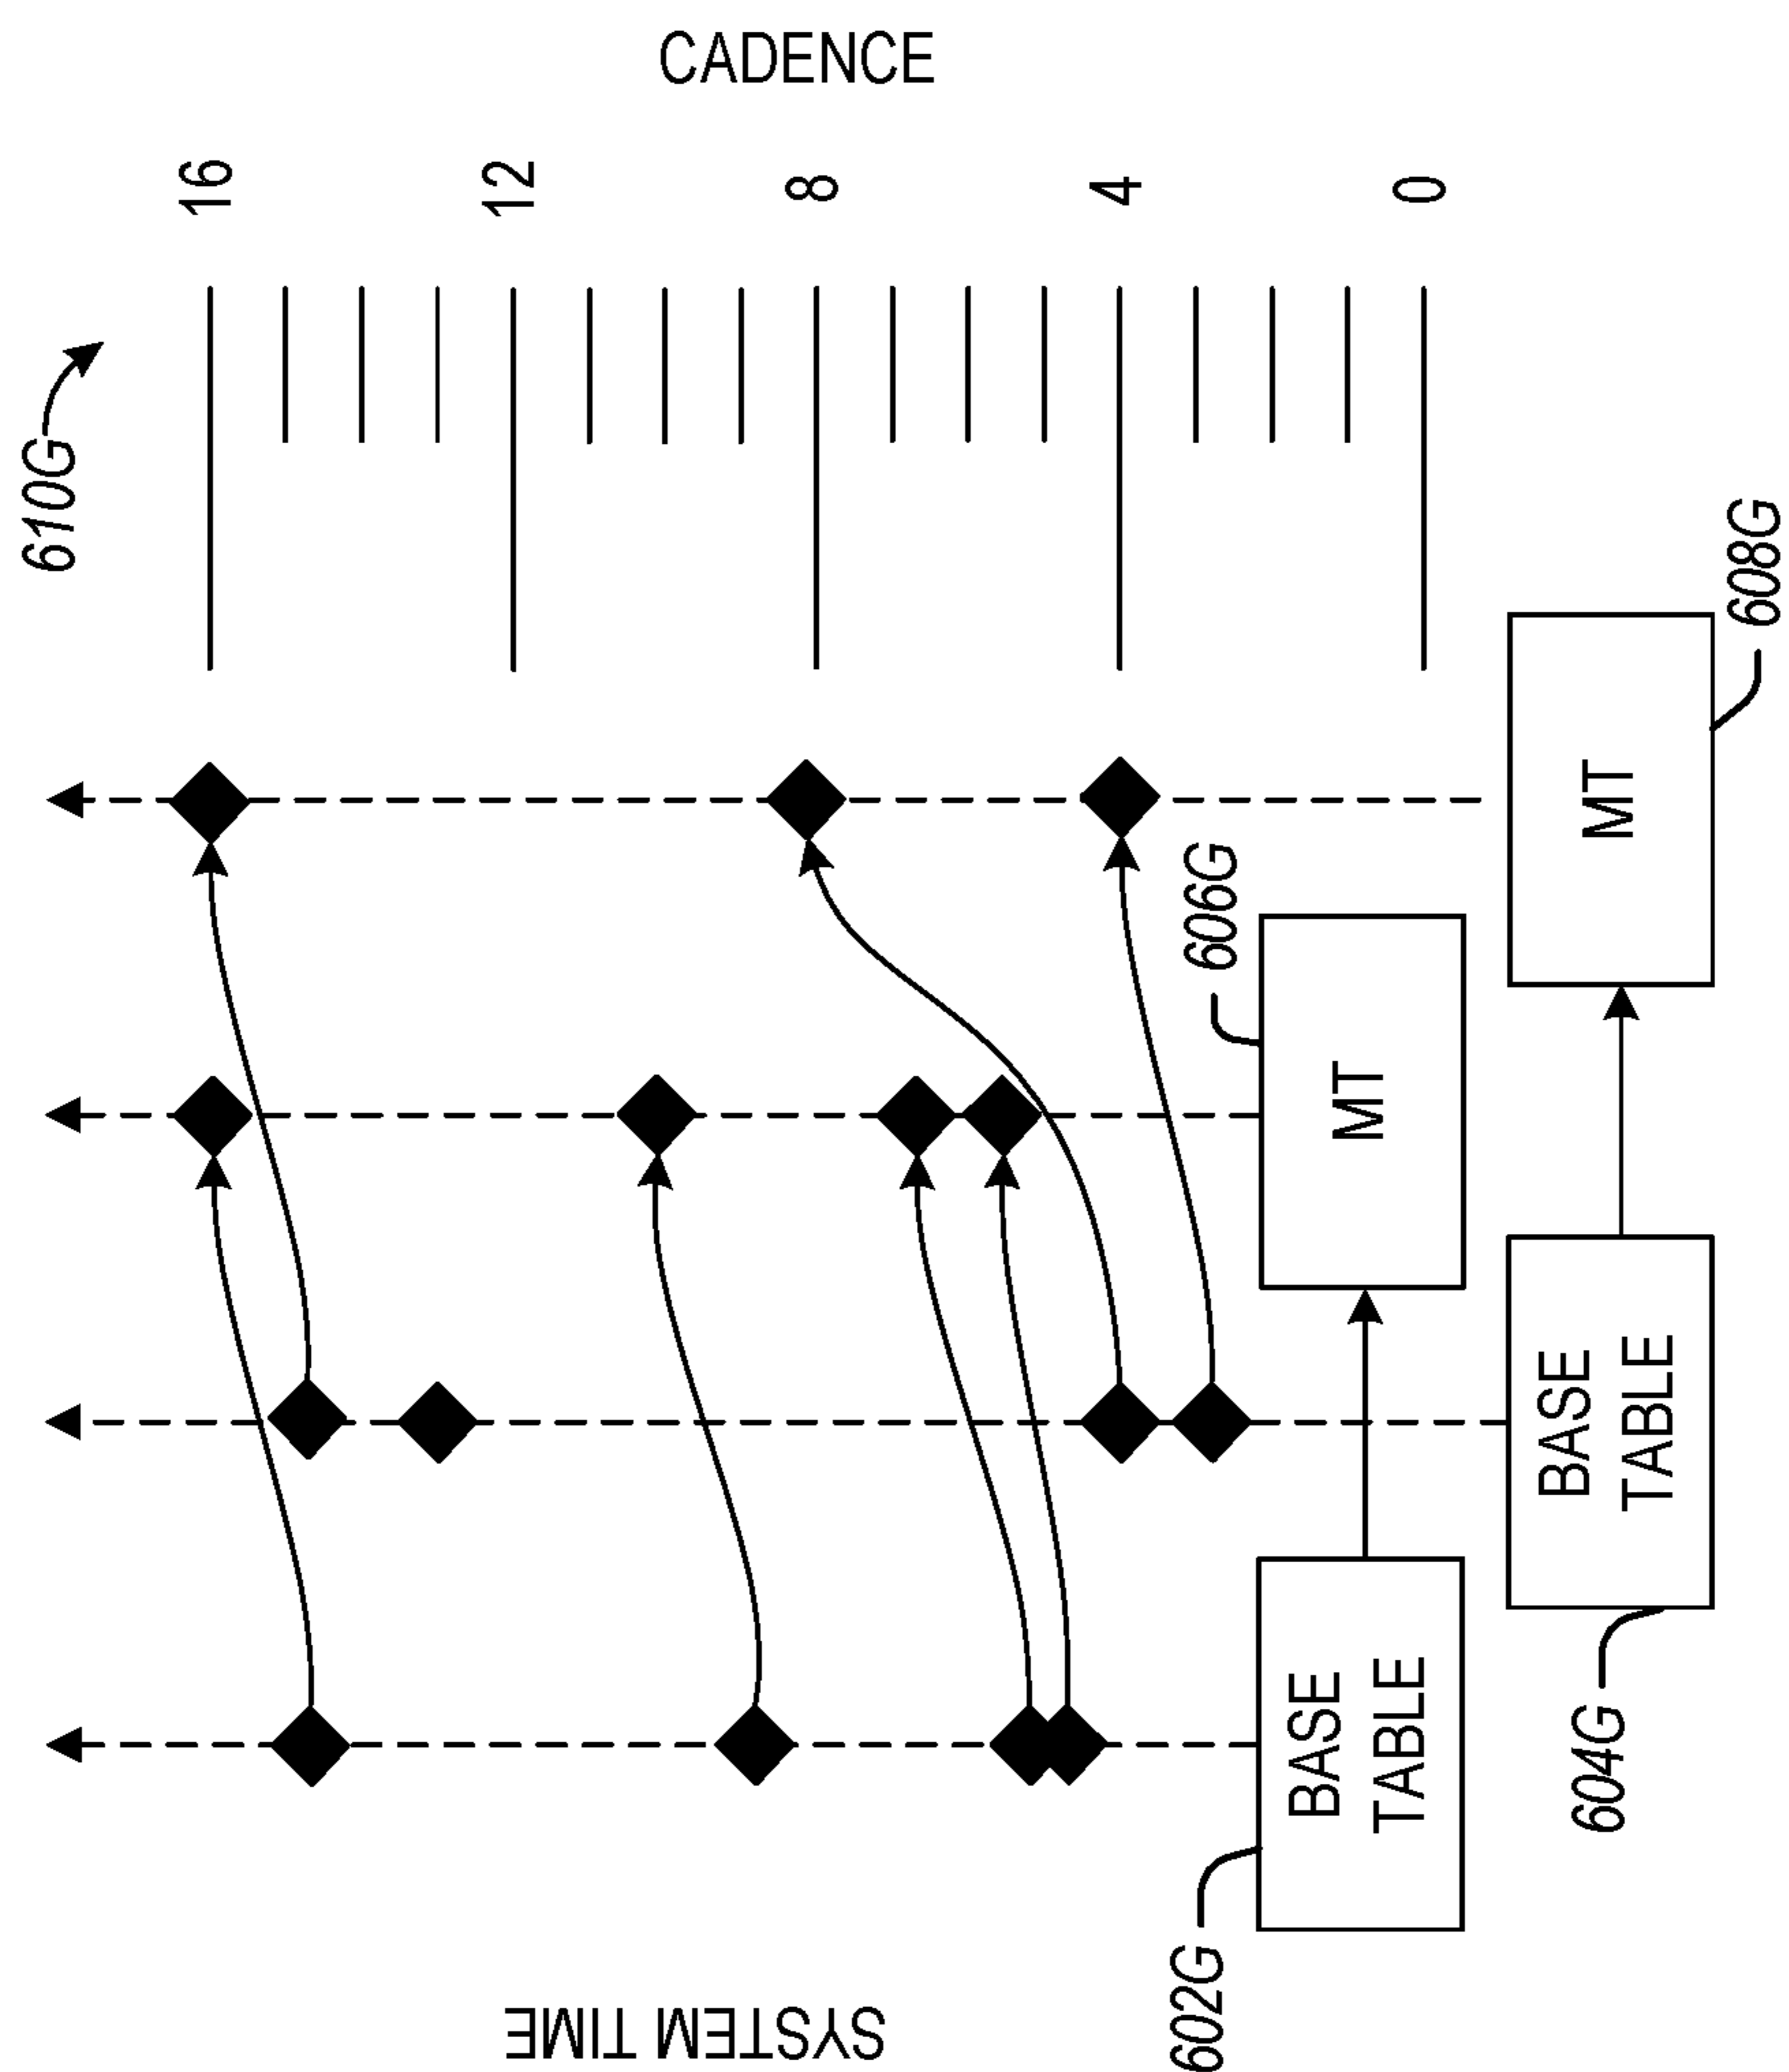 610G
CADENCE
16
12
8
4
0
SYSTEM TIME
602G
BASE
TABLE
606G
MT
604G
BASE
TABLE
608G
MT